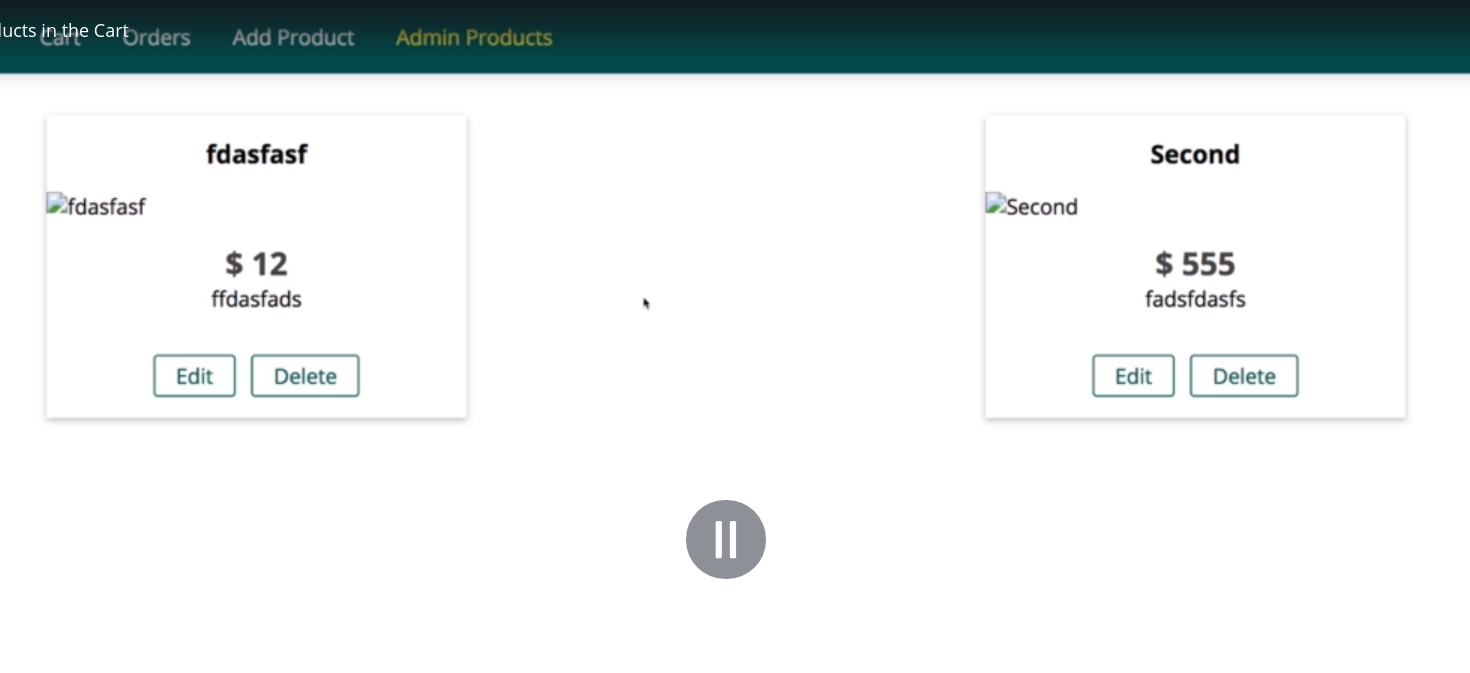 ducts in the Cart
Cart Orders Add Product Admin Products
fdasfasf
fdasfasf
$ 12
ffdasfads
Edit Delete
Second
Second
$ 555
fadsfdasfs
Edit Delete